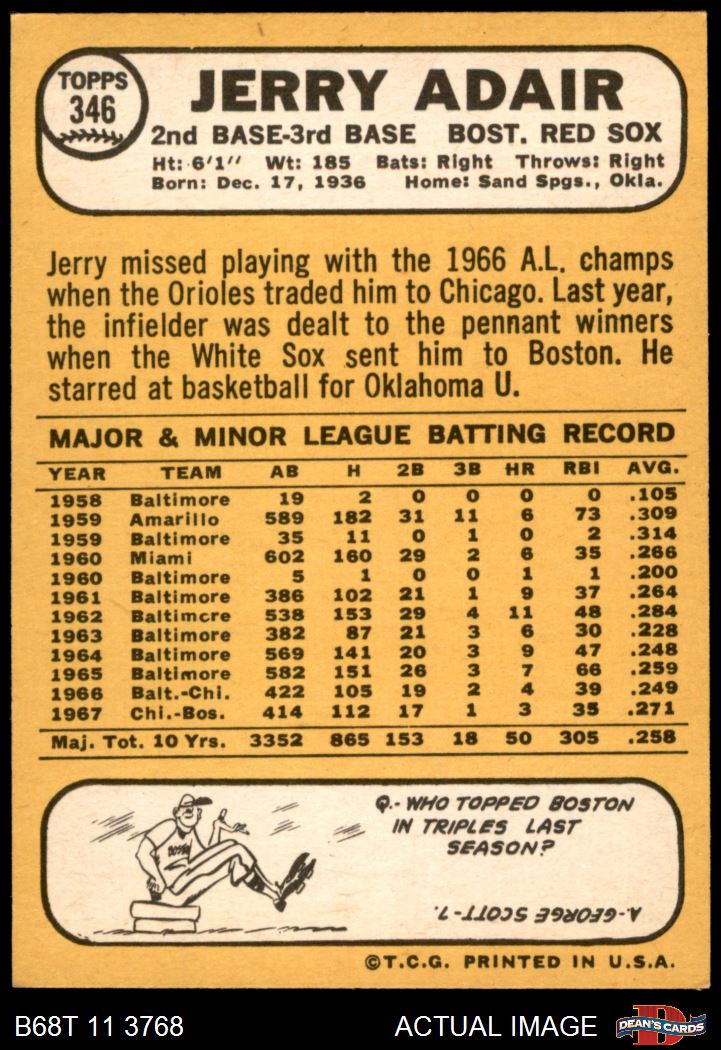 TOPPS
346
JERRY ADAIR
2nd BASE-3rd BASE BOST. RED SOX
Ht: 6'1" Wt: 185 Bats: Right Throws: Right
Born: Dec. 17, 1936 Home: Sand Spgs., Okla.
Jerry missed playing with the 1966 A.L. champs
when the Orioles traded him to Chicago. Last year,
the infielder was dealt to the pennant winners
when the White Sox sent him to Boston. He
starred at basketball for Oklahoma U.
MAJOR & MINOR LEAGUE BATTING RECORD
YEAR TEAM AB H 2B 3B HR RBI AVG.
1958 Baltimore 19 2 0 0 0 0 .105
1959 Amarillo 589 182 31 11 6 73 .309
1959 Baltimore 35 11 0 1 0 2 .314
1960 Miami 602 160 29 2 6 35 .266
1960 Baltimore 5 1 0 0 1 1 .200
1961 Baltimore 386 102 21 1 9 37 .264
1962 Baltimore 538 153 29 4 11 48 .284
1963 Baltimore 382 87 21 3 6 30 .228
1964 Baltimore 569 141 20 3 9 47 .248
1965 Baltimore 582 151 26 3 7 66 .259
1966 Balt.-Chi. 422 105 19 2 4 39 .249
1967 Chi.-Bos. 414 112 17 1 3 35 .271
Maj. Tot. 10 Yrs. 3352 865 153 18 50 305 .258
BOSTON
Q.- WHO TOPPED BOSTON
IN TRIPLES LAST
SEASON?
A-GEORGE SCOTT-7.
©T.C.G. PRINTED IN U.S.A.
B68T 11 3768
ACTUAL IMAGE
D
DEAN'S CARDS